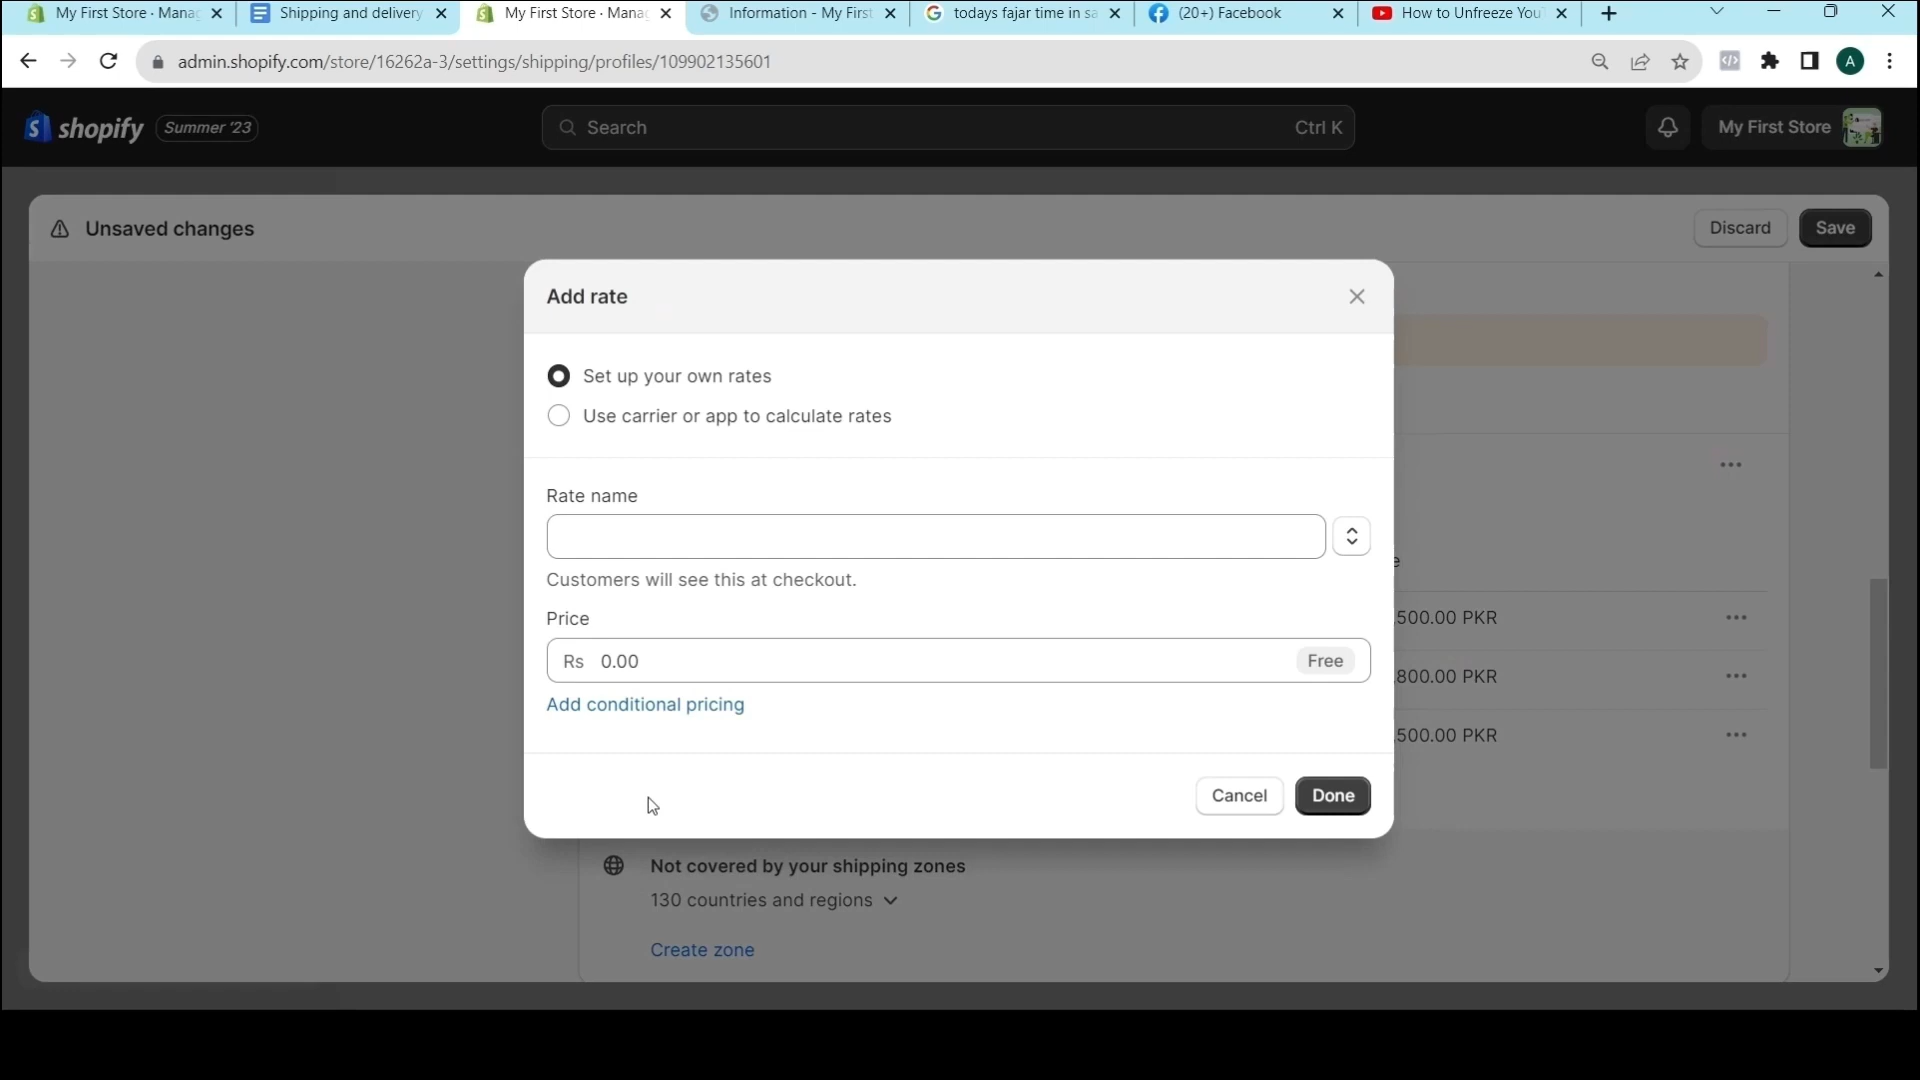 My First Store · Manag
Shipping and delivery
My First Store · Manag
Information - My First
todays fajar time in sa
(20+) Facebook
How to Unfreeze You
admin.shopify.com/store/16262a-3/settings/shipping/profiles/109902135601
A
shopify
Summer '23
Search
Ctrl K
My First Store
Unsaved changes
Discard
Save
Add rate
Set up your own rates
Use carrier or app to calculate rates
Rate name
Customers will see this at checkout.
Price
Rs 0.00
Free
Add conditional pricing
500.00 PKR
800.00 PKR
500.00 PKR
Cancel
Done
Not covered by your shipping zones
130 countries and regions
Create zone